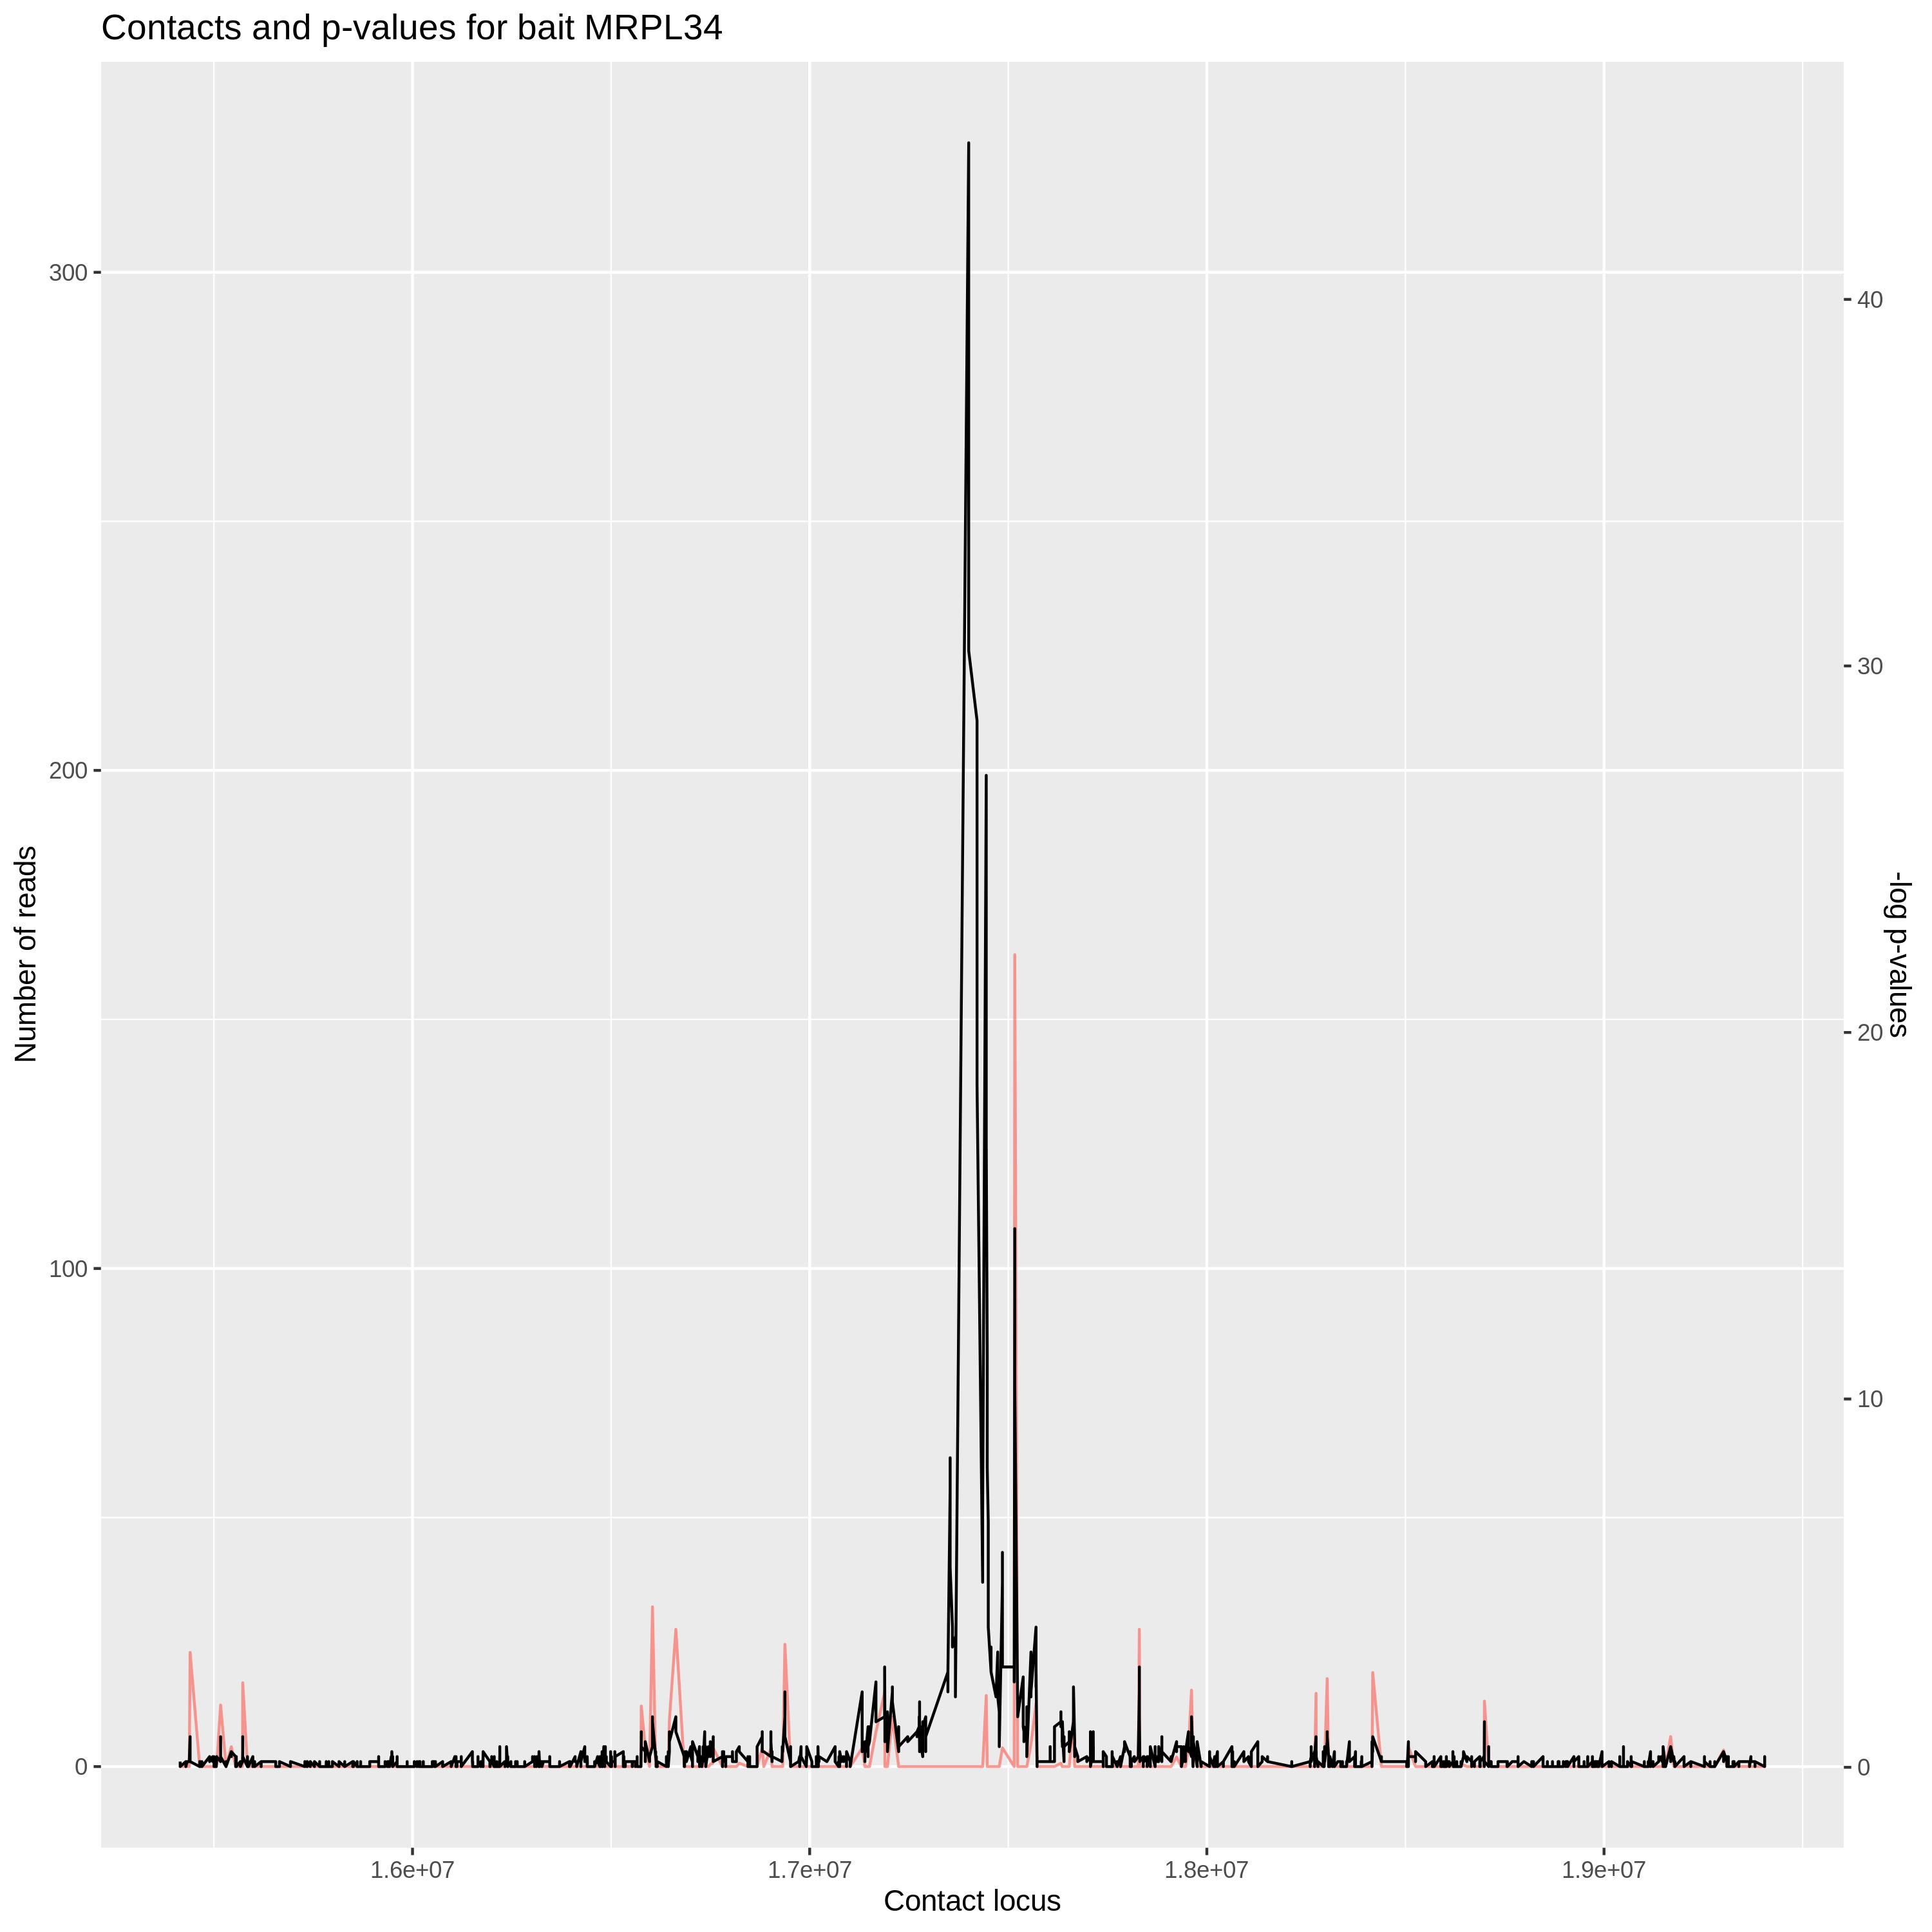 Contacts and p-values for bait MRPL34
300
200
100
0
Number of reads
40
30
20
10
0
-log p-values
1.6e+07
1.7e+07
1.8e+07
1.9e+07
Contact locus